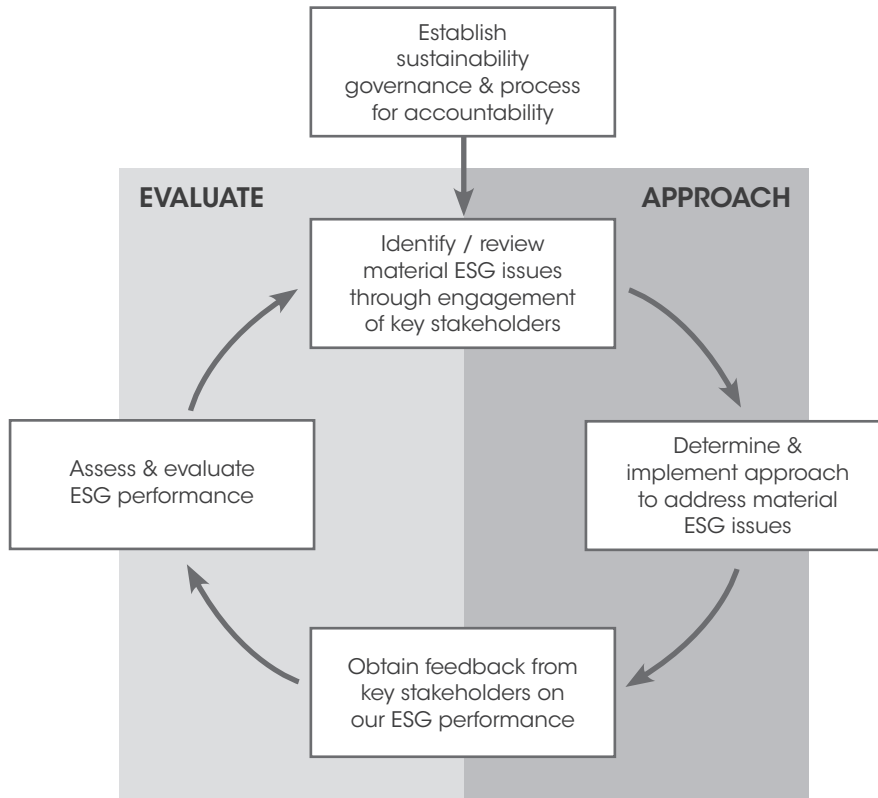 Establish
sustainability
governance & process
for accountability
EVALUATE
APPROACH
Identify / review
material ESG issues
through engagement
of key stakeholders
Determine &
implement approach
to address material
ESG issues
Obtain feedback from
key stakeholders on
our ESG performance
Assess & evaluate
ESG performance